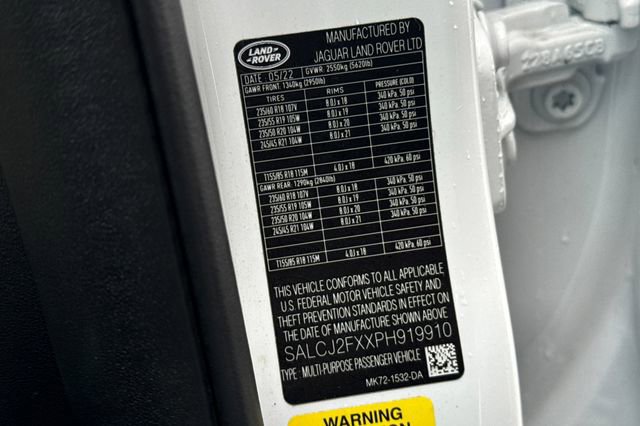 LAND ROVER
MANUFACTURED BY
JAGUAR LAND ROVER LTD
DATE 05/22 GVWR 2550kg (5620lb)
GAWR FRONT: 1340kg (2950lb)
TIRES RIMS PRESSURE (COLD)
235/60 R18 107V 8.0J x 18 340 kPa. 50 psi
235/55 R19 105W 8.0J x 19 340 kPa. 50 psi
235/50 R20 104W 8.0J x 20 340 kPa. 50 psi
245/45 R21 104W 8.0J x 21 340 kPa. 50 psi
T155/85 R18 115M 4.0J x 18 420 kPa. 60 psi
GAWR REAR: 1290kg (2840lb)
235/60 R18 107V 8.0J x 18 340 kPa. 50 psi
235/55 R19 105W 8.0J x 19 340 kPa. 50 psi
235/50 R20 104W 8.0J x 20 340 kPa. 50 psi
245/45 R21 104W 8.0J x 21 340 kPa. 50 psi
T155/85 R18 115M 4.0J x 18 420 kPa. 60 psi
THIS VEHICLE CONFORMS TO ALL APPLICABLE
U.S. FEDERAL MOTOR VEHICLE SAFETY AND
THEFT PREVENTION STANDARDS IN EFFECT ON
THE DATE OF MANUFACTURE SHOWN ABOVE
SALCJ2FXXPH919910
TYPE: MULTI-PURPOSE PASSENGER VEHICLE
MK72-1532-DA
WARNING